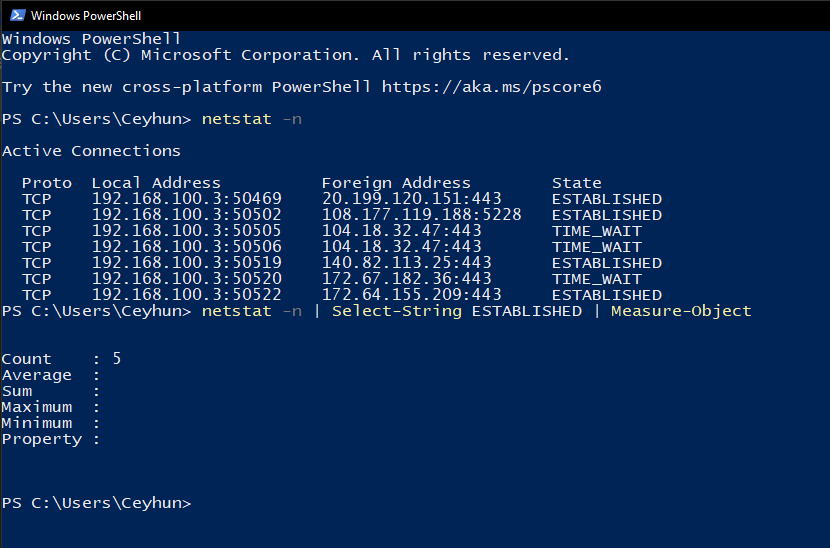 Windows PowerShell
Windows PowerShell
Copyright (C) Microsoft Corporation. All rights reserved.
Try the new cross-platform PowerShell https://aka.ms/pscore6
PS C:\Users\Ceyhun> netstat -n
Active Connections
Proto  Local Address          Foreign Address        State
TCP    192.168.100.3:50469    20.199.120.151:443     ESTABLISHED
TCP    192.168.100.3:50502    108.177.119.188:5228   ESTABLISHED
TCP    192.168.100.3:50505    104.18.32.47:443       TIME_WAIT
TCP    192.168.100.3:50506    104.18.32.47:443       TIME_WAIT
TCP    192.168.100.3:50519    140.82.113.25:443      ESTABLISHED
TCP    192.168.100.3:50520    172.67.182.36:443      TIME_WAIT
TCP    192.168.100.3:50522    172.64.155.209:443     ESTABLISHED
PS C:\Users\Ceyhun> netstat -n | Select-String ESTABLISHED | Measure-Object
Count    : 5
Average  :
Sum      :
Maximum  :
Minimum  :
Property :
PS C:\Users\Ceyhun>